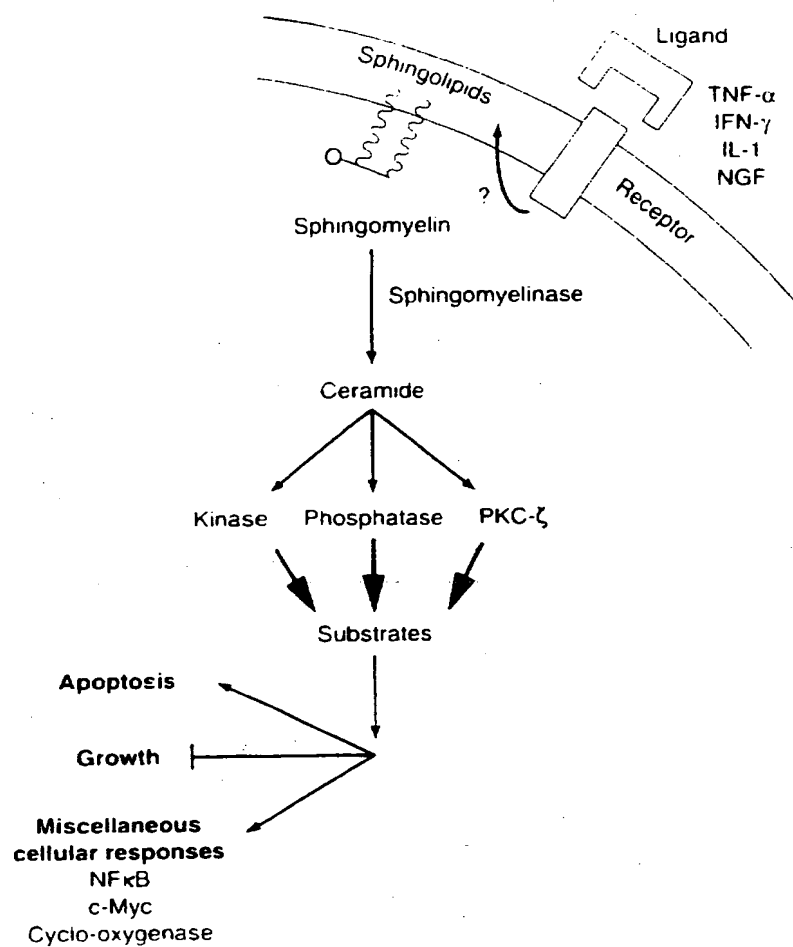 Sphingolipids
Ligand
TNF-α
IFN-γ
IL-1
NGF
Receptor
?
Sphingomyelin
Sphingomyelinase
Ceramide
Kinase
Phosphatase
PKC-ζ
Substrates
Apoptosis
Growth
Miscellaneous
cellular responses
NFκB
c-Myc
Cyclo-oxygenase